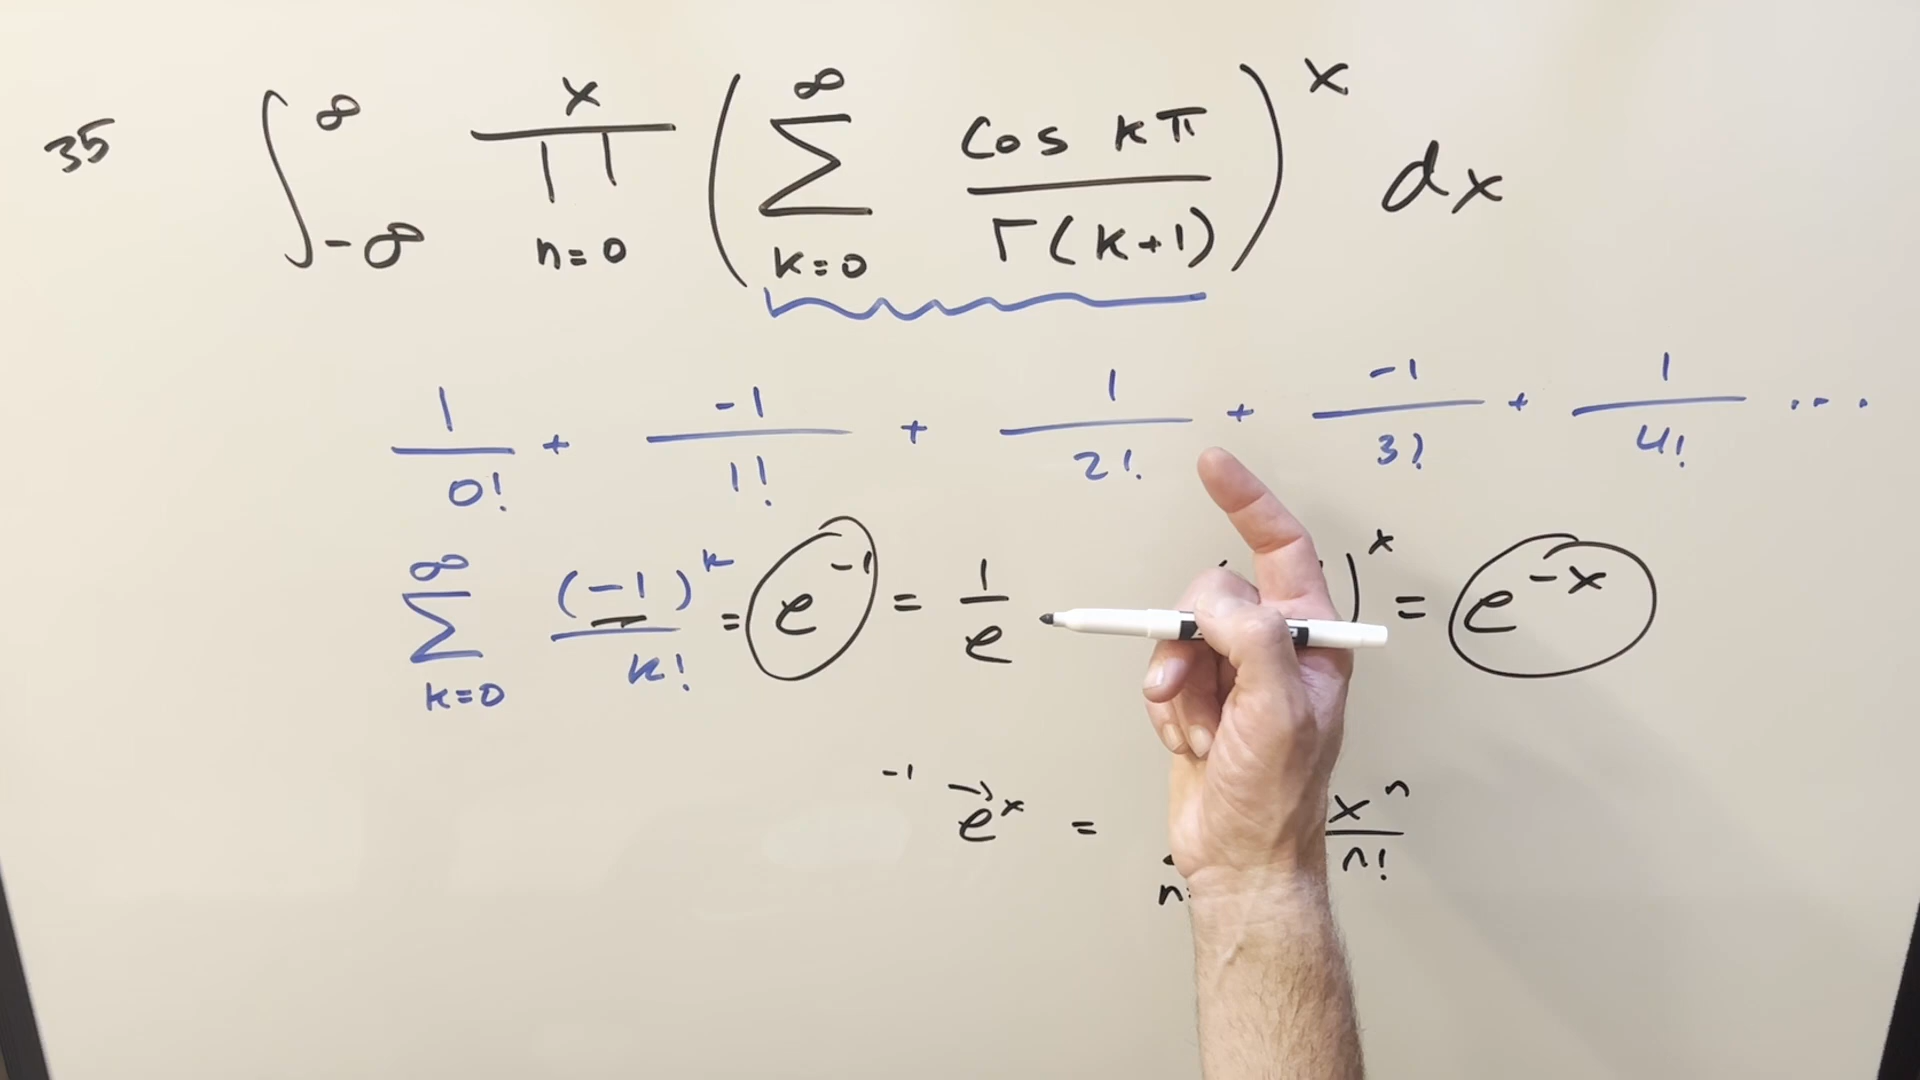 35 ∫_{-∞}^{∞} ∏_{n=0}^{x} ( ∑_{k=0}^{∞} cos kπ / Γ(k+1) )^x dx
1/0! + -1/1! + 1/2! + -1/3! + 1/4! ...
∑_{k=0}^{∞} (-1)^k / k! = e^{-1} = 1/e )^x = e^{-x}
-1 e^x = n x^n / n!